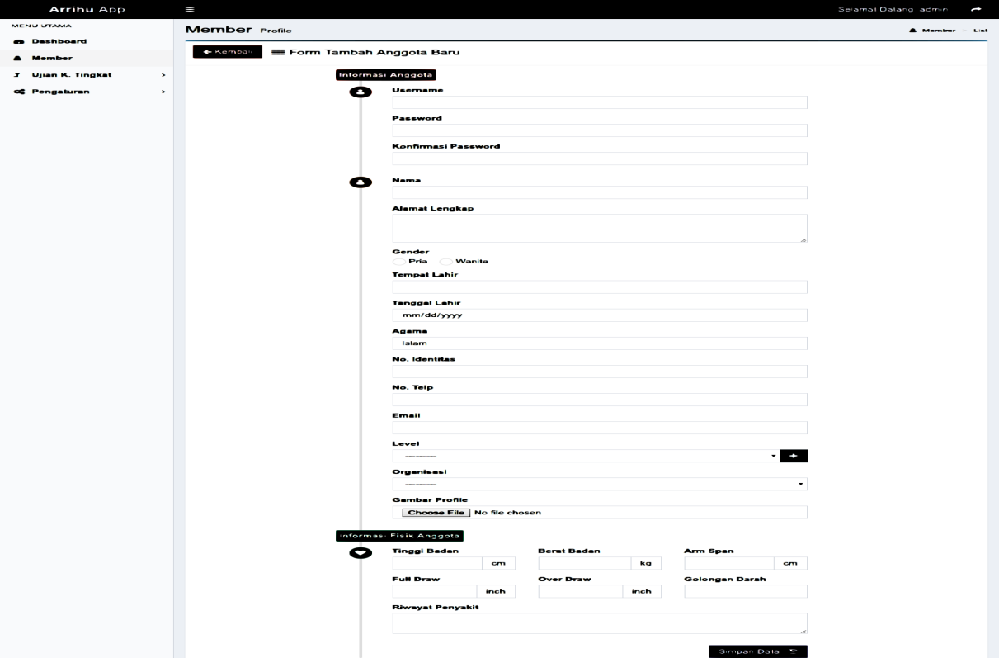 Arrihu App
Selamat Datang admin
MENU UTAMA
Dashboard
Member
Ujian K. Tingkat
Pengaturan
Member Profile
Member
List
Kembali
Form Tambah Anggota Baru
Informasi Anggota
Username
Password
Konfirmasi Password
Nama
Alamat Lengkap
Gender
Pria Wanita
Tempat Lahir
Tanggal Lahir
mm/dd/yyyy
Agama
Islam
No. Identitas
No. Telp
Email
Level
--------
+
Organisasi
--------
Gambar Profile
Choose File No file chosen
Informasi Fisik Anggota
Tinggi Badan Berat Badan Arm Span
cm kg cm
Full Draw Over Draw Golongan Darah
inch inch
Riwayat Penyakit
Simpan Data